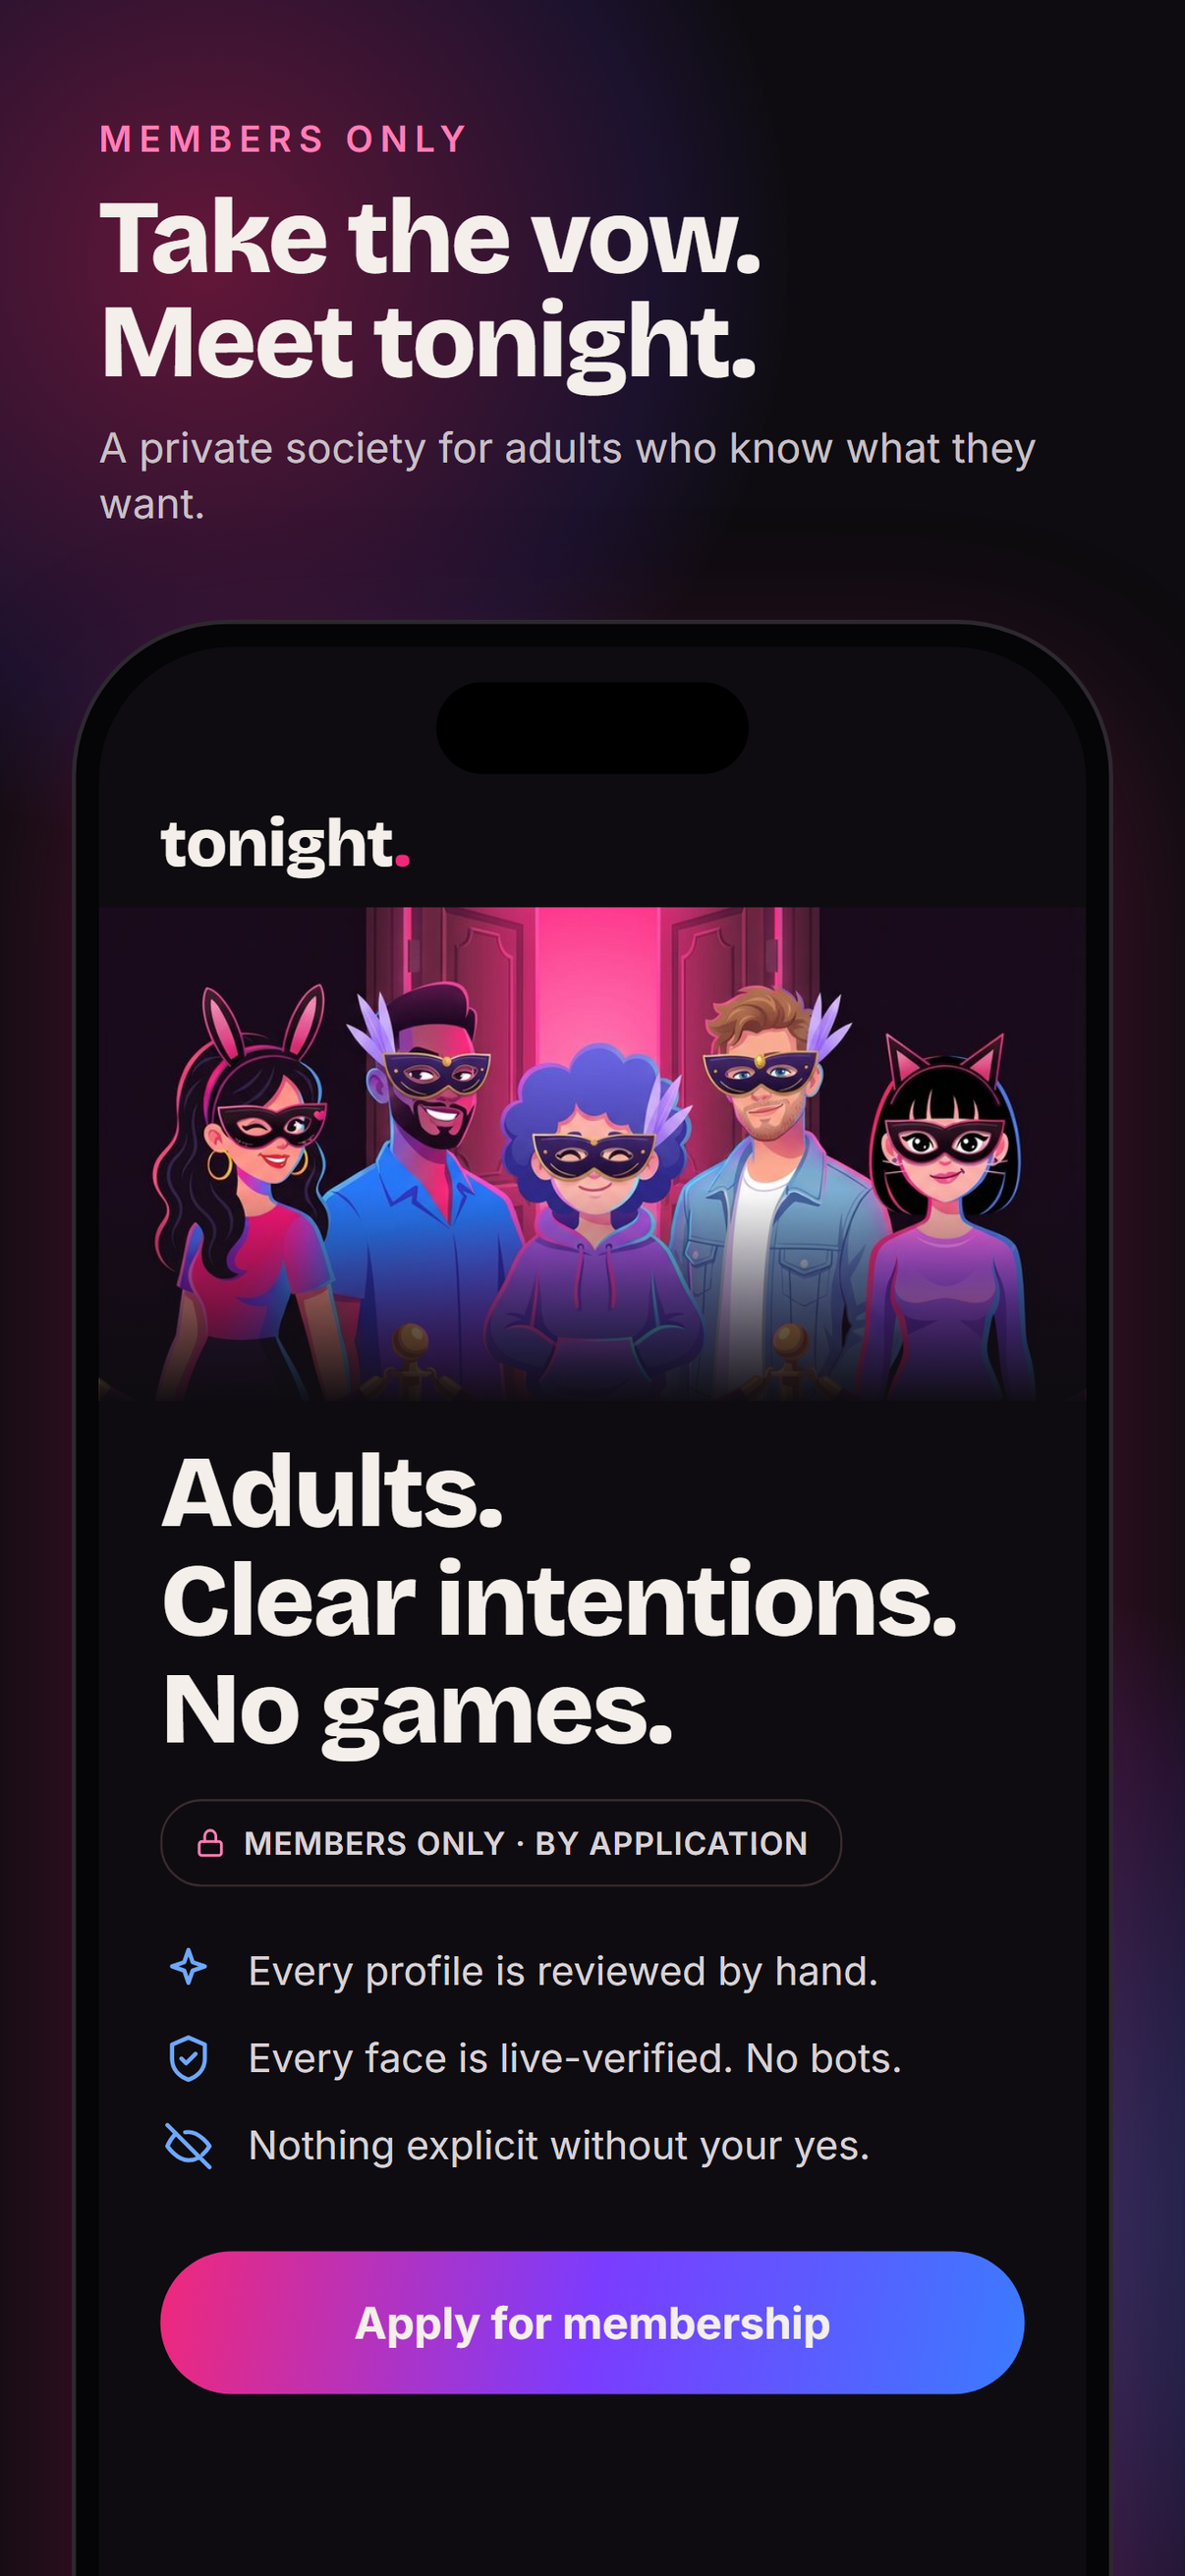 MEMBERS ONLY
Take the vow.
Meet tonight.
A private society for adults who know what they
want.
tonight.
Adults.
Clear intentions.
No games.
MEMBERS ONLY · BY APPLICATION
Every profile is reviewed by hand.
Every face is live-verified. No bots.
Nothing explicit without your yes.
Apply for membership